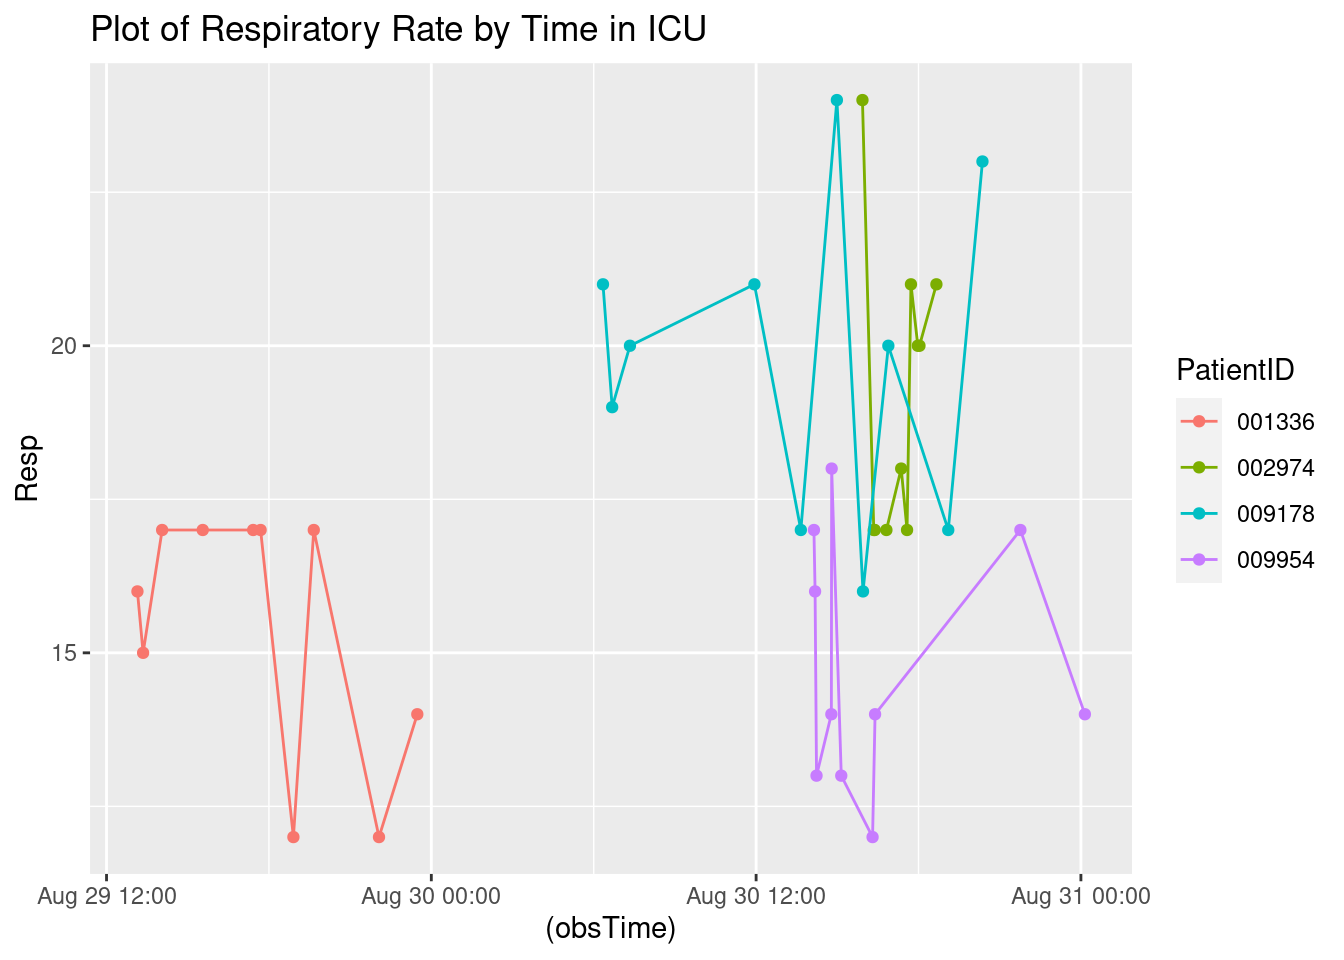 Plot of Respiratory Rate by Time in ICU
Resp
20
15
Aug 29 12:00 Aug 30 00:00 Aug 30 12:00 Aug 31 00:00
(obsTime)
PatientID
001336
002974
009178
009954